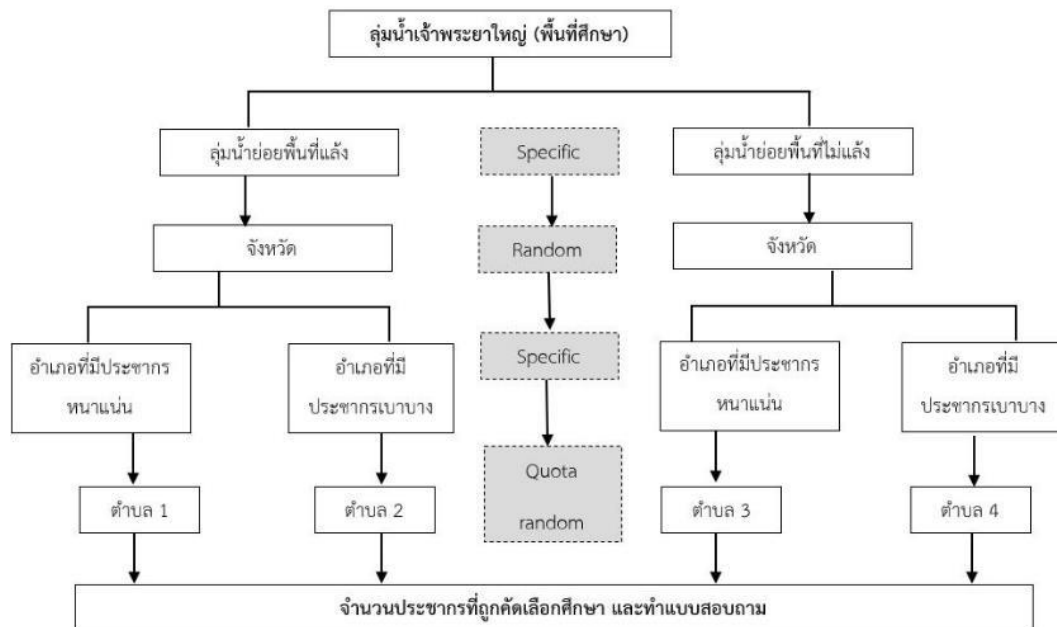 ลุ่มน้ำเจ้าพระยาใหญ่ (พื้นที่ศึกษา)
ลุ่มน้ำย่อยพื้นที่แล้ง
Specific
ลุ่มน้ำย่อยพื้นที่ไม่แล้ง
จังหวัด
Random
จังหวัด
อำเภอที่มีประชากร
หนาแน่น
อำเภอที่มี
ประชากรเบาบาง
Specific
อำเภอที่มีประชากร
หนาแน่น
อำเภอที่มี
ประชากรเบาบาง
ตำบล 1
ตำบล 2
Quota
random
ตำบล 3
ตำบล 4
จำนวนประชากรที่ถูกคัดเลือกศึกษา และทำแบบสอบถาม